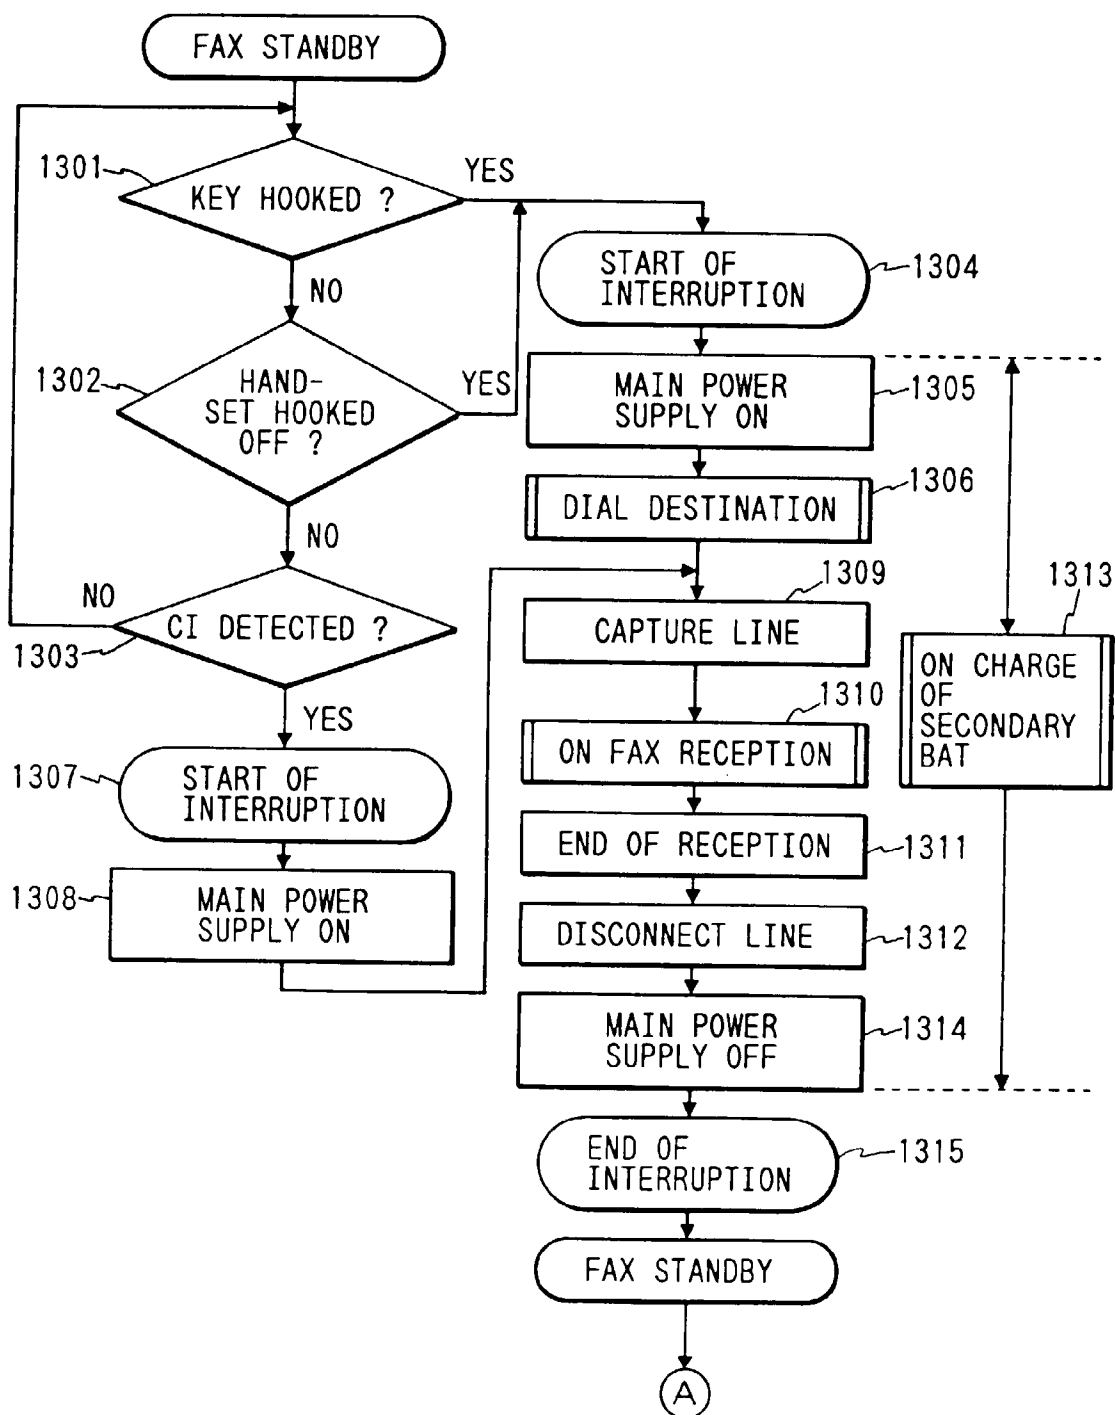 FAX STANDBY
1301
KEY HOOKED ?
YES
NO
1302
HAND-
SET HOOKED
OFF ?
YES
NO
1303
CI DETECTED ?
NO
YES
1307
START OF
INTERRUPTION
1308
MAIN POWER
SUPPLY ON
START OF
INTERRUPTION
1304
MAIN POWER
SUPPLY ON
1305
DIAL DESTINATION
1306
1309
CAPTURE LINE
1310
ON FAX RECEPTION
END OF RECEPTION
1311
DISCONNECT LINE
1312
1313
ON CHARGE
OF
SECONDARY
BAT
MAIN POWER
SUPPLY OFF
1314
END OF
INTERRUPTION
1315
FAX STANDBY
A